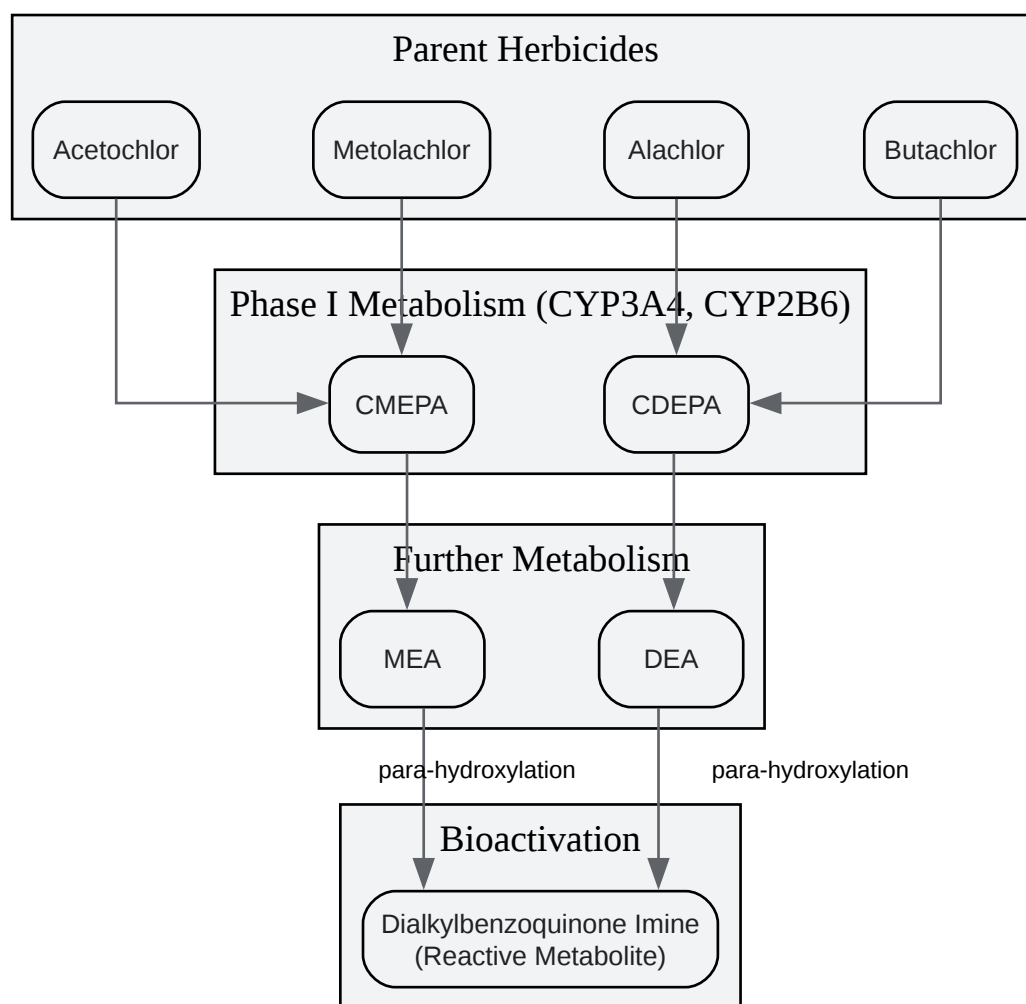 Parent Herbicides
Acetochlor
Metolachlor
Alachlor
Butachlor
Phase I Metabolism (CYP3A4, CYP2B6)
CMEPA
CDEPA
Further Metabolism
MEA
DEA
para-hydroxylation
para-hydroxylation
Bioactivation
Dialkylbenzoquinone Imine
(Reactive Metabolite)